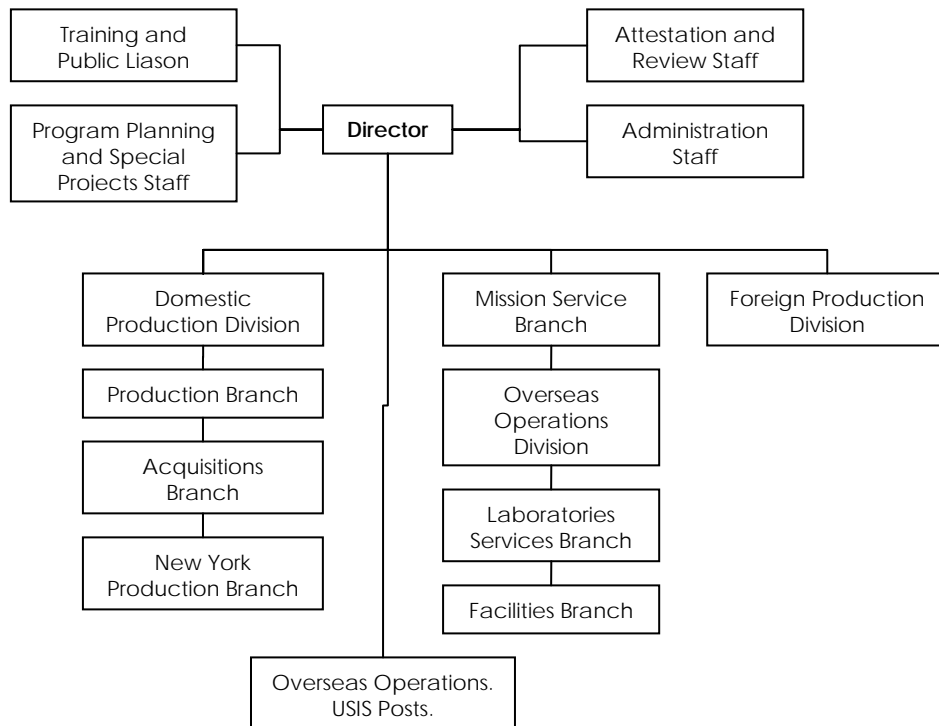 Training and
Public Liason
Attestation and
Review Staff
Program Planning
and Special
Projects Staff
Director
Administration
Staff
Domestic
Production Division
Mission Service
Branch
Foreign Production
Division
Production Branch
Overseas
Operations
Division
Acquisitions
Branch
Laboratories
Services Branch
New York
Production Branch
Facilities Branch
Overseas Operations.
USIS Posts.